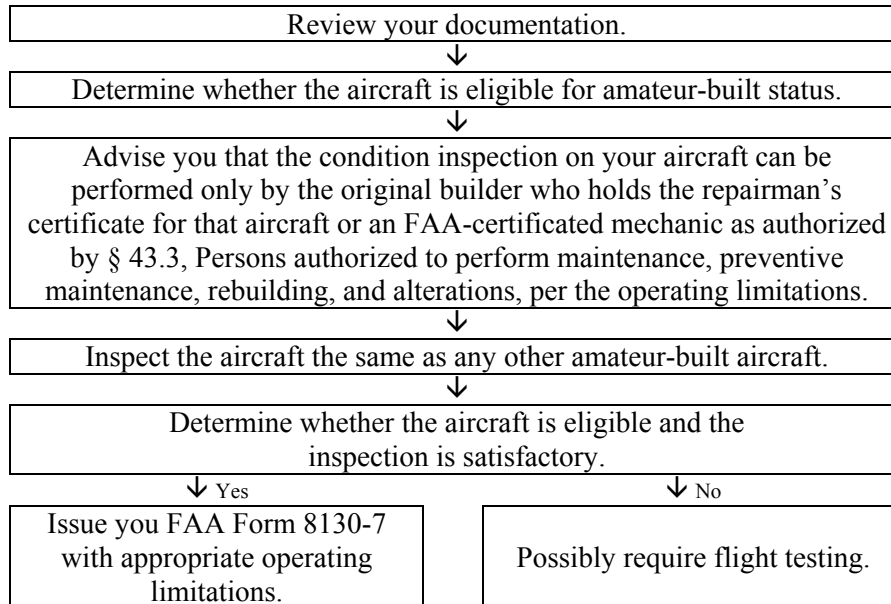 Review your documentation.
↓
Determine whether the aircraft is eligible for amateur-built status.
↓
Advise you that the condition inspection on your aircraft can be
performed only by the original builder who holds the repairman’s
certificate for that aircraft or an FAA-certificated mechanic as authorized
by § 43.3, Persons authorized to perform maintenance, preventive
maintenance, rebuilding, and alterations, per the operating limitations.
↓
Inspect the aircraft the same as any other amateur-built aircraft.
↓
Determine whether the aircraft is eligible and the
inspection is satisfactory.
↓ Yes
↓ No
Issue you FAA Form 8130-7
with appropriate operating
limitations.
Possibly require flight testing.